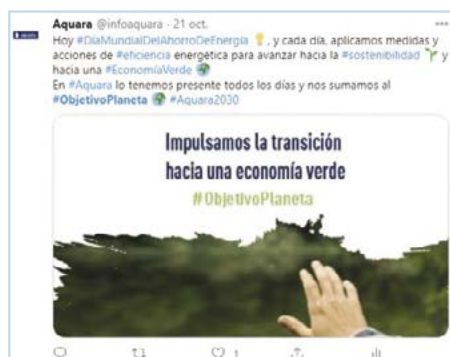 Aquara @infoaquara · 21 oct.
Hoy #DíaMundialDelAhorroDeEnergía 💡, y cada día, aplicamos medidas y
acciones de #eficiencia energética para avanzar hacia la #sostenibilidad 🌱 y
hacia una #EconomíaVerde 🌍
En #Aquara lo tenemos presente todos los días y nos sumamos al
#ObjetivoPlaneta 🌍 #Aquara2030
Impulsamos la transición
hacia una economía verde
#ObjetivoPlaneta
1